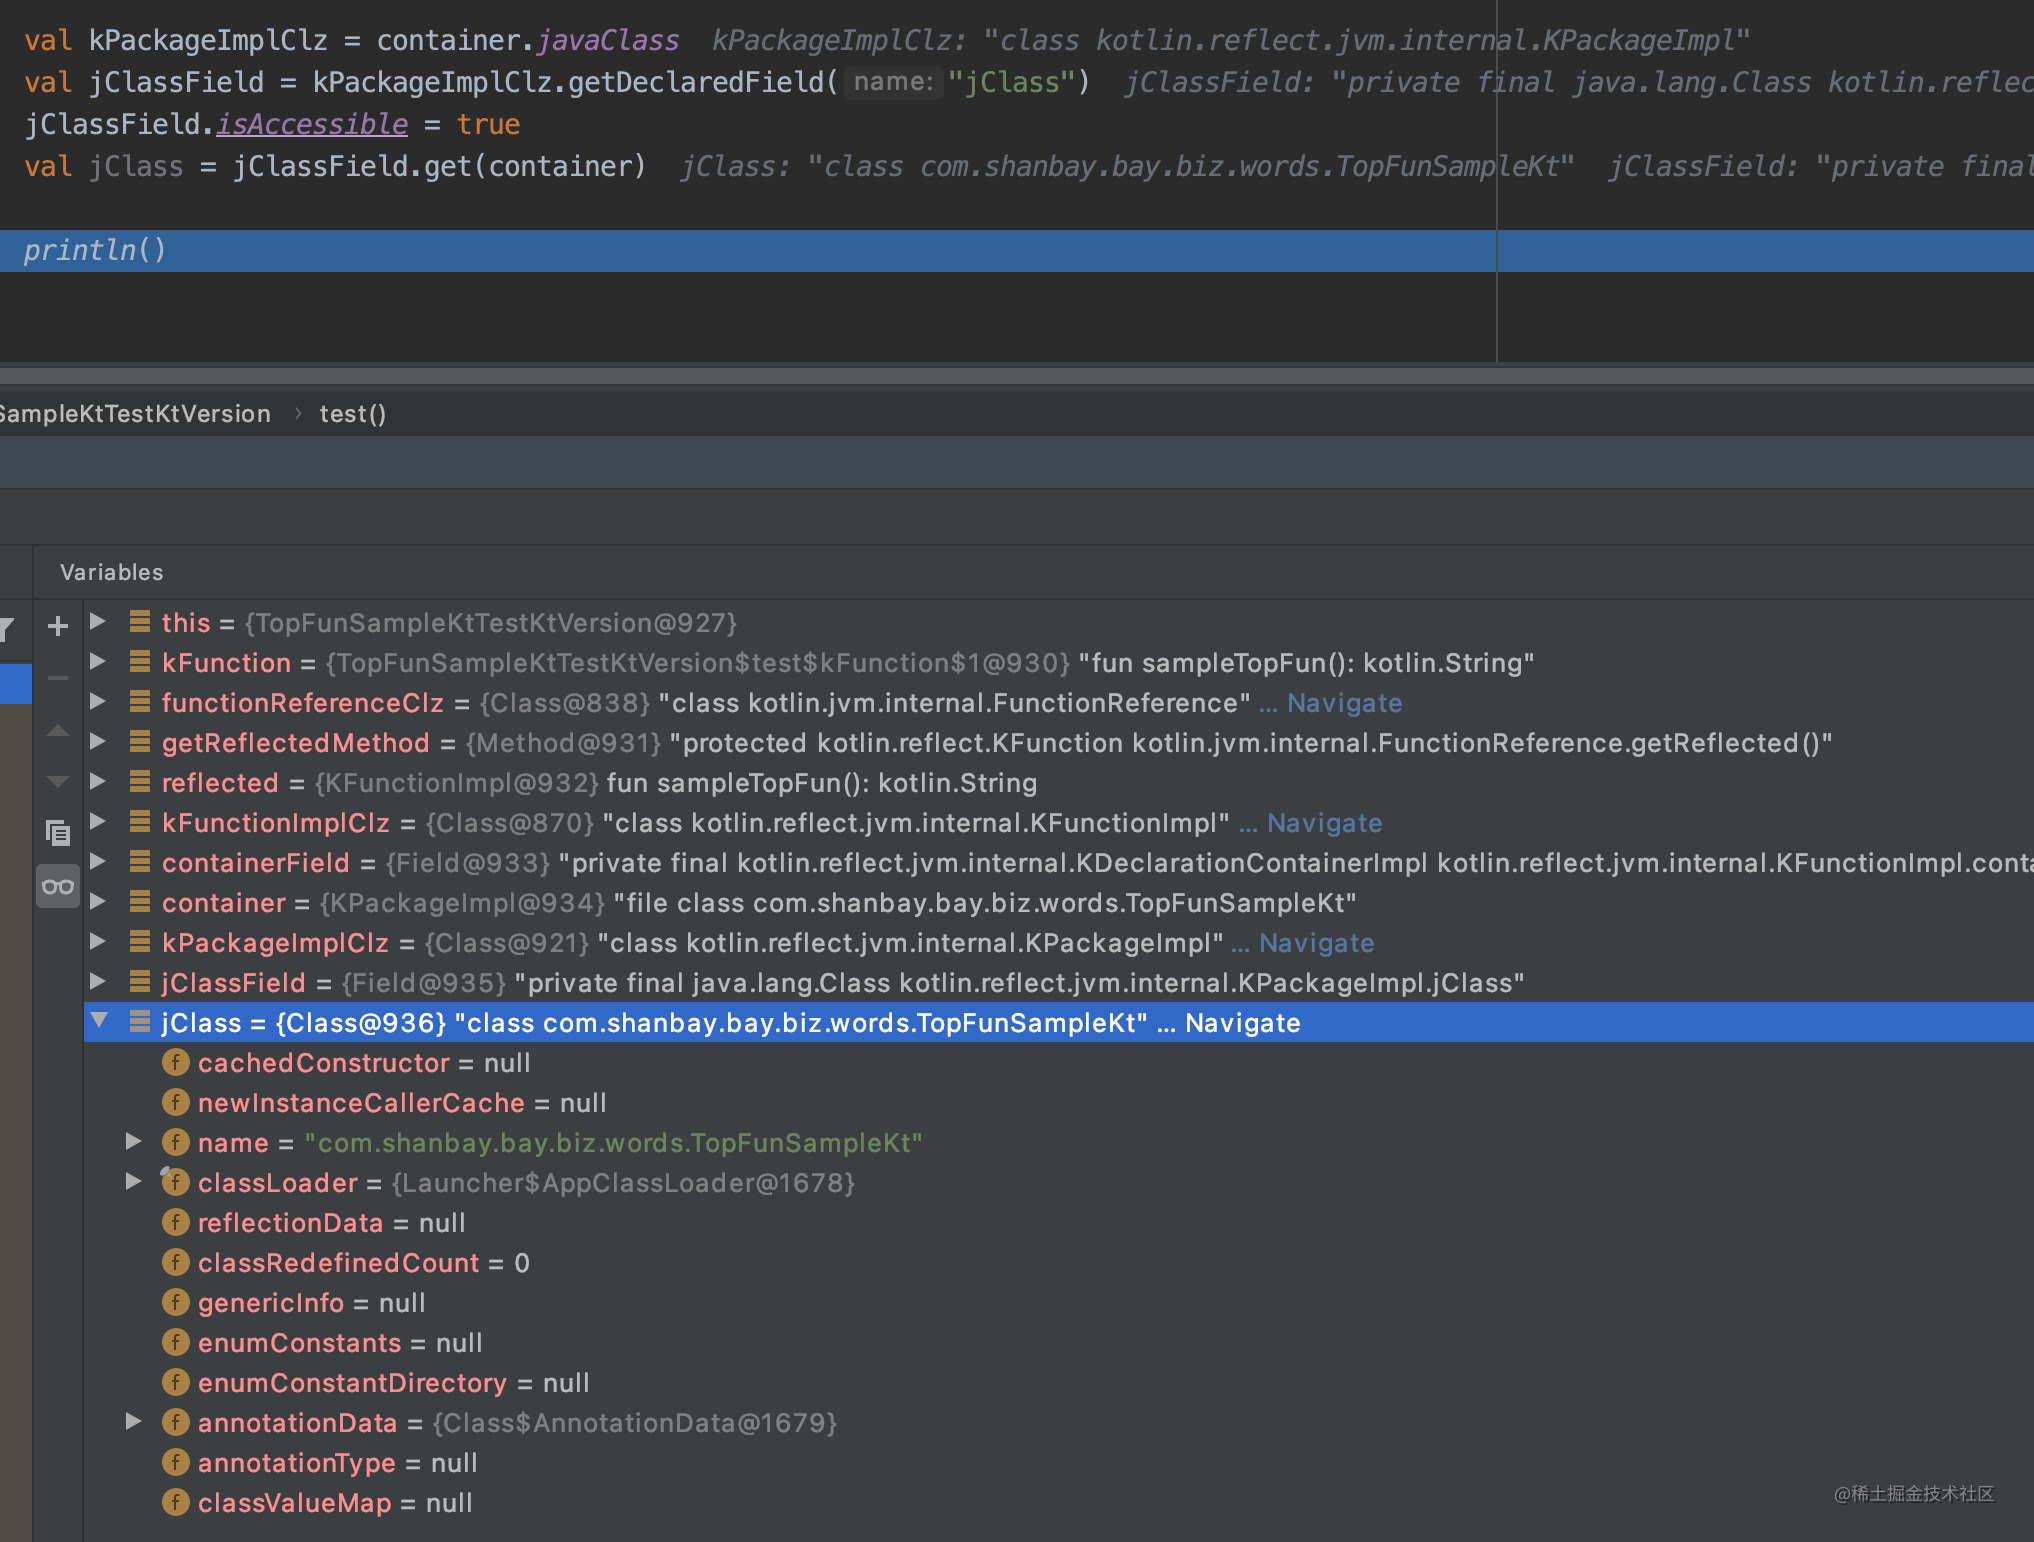 val kPackageImplClz = container.javaClass  kPackageImplClz: "class kotlin.reflect.jvm.internal.KPackageImpl"
val jClassField = kPackageImplClz.getDeclaredField( name: "jClass")  jClassField: "private final java.lang.Class kotlin.reflec
jClassField.isAccessible = true
val jClass = jClassField.get(container)  jClass: "class com.shanbay.bay.biz.words.TopFunSampleKt"  jClassField: "private final
println()
SampleKtTestKtVersion › test()
Variables
this = {TopFunSampleKtTestKtVersion@927}
kFunction = {TopFunSampleKtTestKtVersion$test$kFunction$1@930} "fun sampleTopFun(): kotlin.String"
functionReferenceClz = {Class@838} "class kotlin.jvm.internal.FunctionReference" ... Navigate
getReflectedMethod = {Method@931} "protected kotlin.reflect.KFunction kotlin.jvm.internal.FunctionReference.getReflected()"
reflected = {KFunctionImpl@932} fun sampleTopFun(): kotlin.String
kFunctionImplClz = {Class@870} "class kotlin.reflect.jvm.internal.KFunctionImpl" ... Navigate
containerField = {Field@933} "private final kotlin.reflect.jvm.internal.KDeclarationContainerImpl kotlin.reflect.jvm.internal.KFunctionImpl.conta
container = {KPackageImpl@934} "file class com.shanbay.bay.biz.words.TopFunSampleKt"
kPackageImplClz = {Class@921} "class kotlin.reflect.jvm.internal.KPackageImpl" ... Navigate
jClassField = {Field@935} "private final java.lang.Class kotlin.reflect.jvm.internal.KPackageImpl.jClass"
jClass = {Class@936} "class com.shanbay.bay.biz.words.TopFunSampleKt" ... Navigate
f cachedConstructor = null
f newInstanceCallerCache = null
f name = "com.shanbay.bay.biz.words.TopFunSampleKt"
f classLoader = {Launcher$AppClassLoader@1678}
f reflectionData = null
f classRedefinedCount = 0
f genericInfo = null
f enumConstants = null
f enumConstantDirectory = null
f annotationData = {Class$AnnotationData@1679}
f annotationType = null
f classValueMap = null
@稀土掘金技术社区